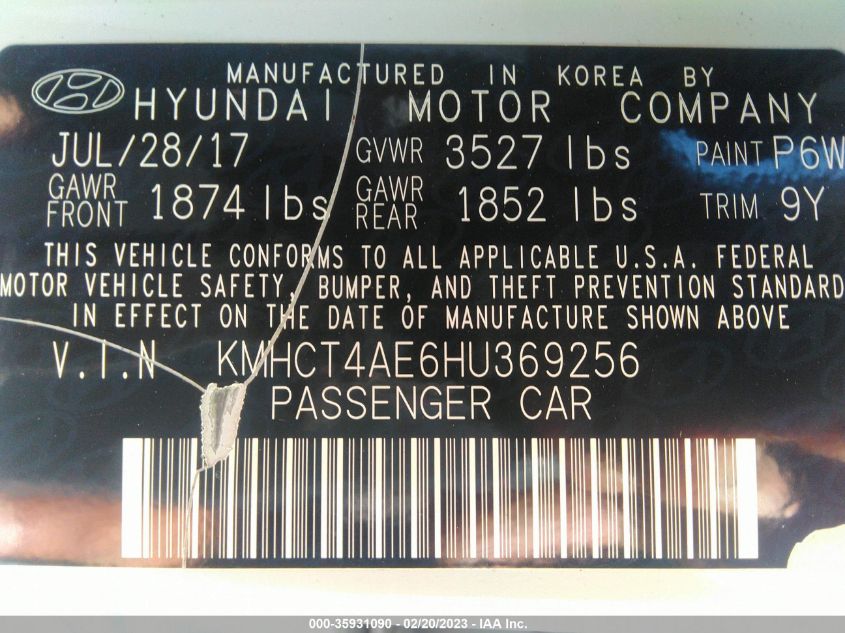 MANUFACTURED IN KOREA BY
HYUNDAI MOTOR COMPANY
JUL/28/17 GVWR 3527 lbs PAINT P6W
GAWR FRONT 1874 lbs GAWR REAR 1852 lbs TRIM 9Y
THIS VEHICLE CONFORMS TO ALL APPLICABLE U.S.A. FEDERAL
MOTOR VEHICLE SAFETY, BUMPER, AND THEFT PREVENTION STANDARD
IN EFFECT ON THE DATE OF MANUFACTURE SHOWN ABOVE
V.I.N KMHCT4AE6HU369256
PASSENGER CAR
000-35931090 - 02/20/2023 - IAA Inc.